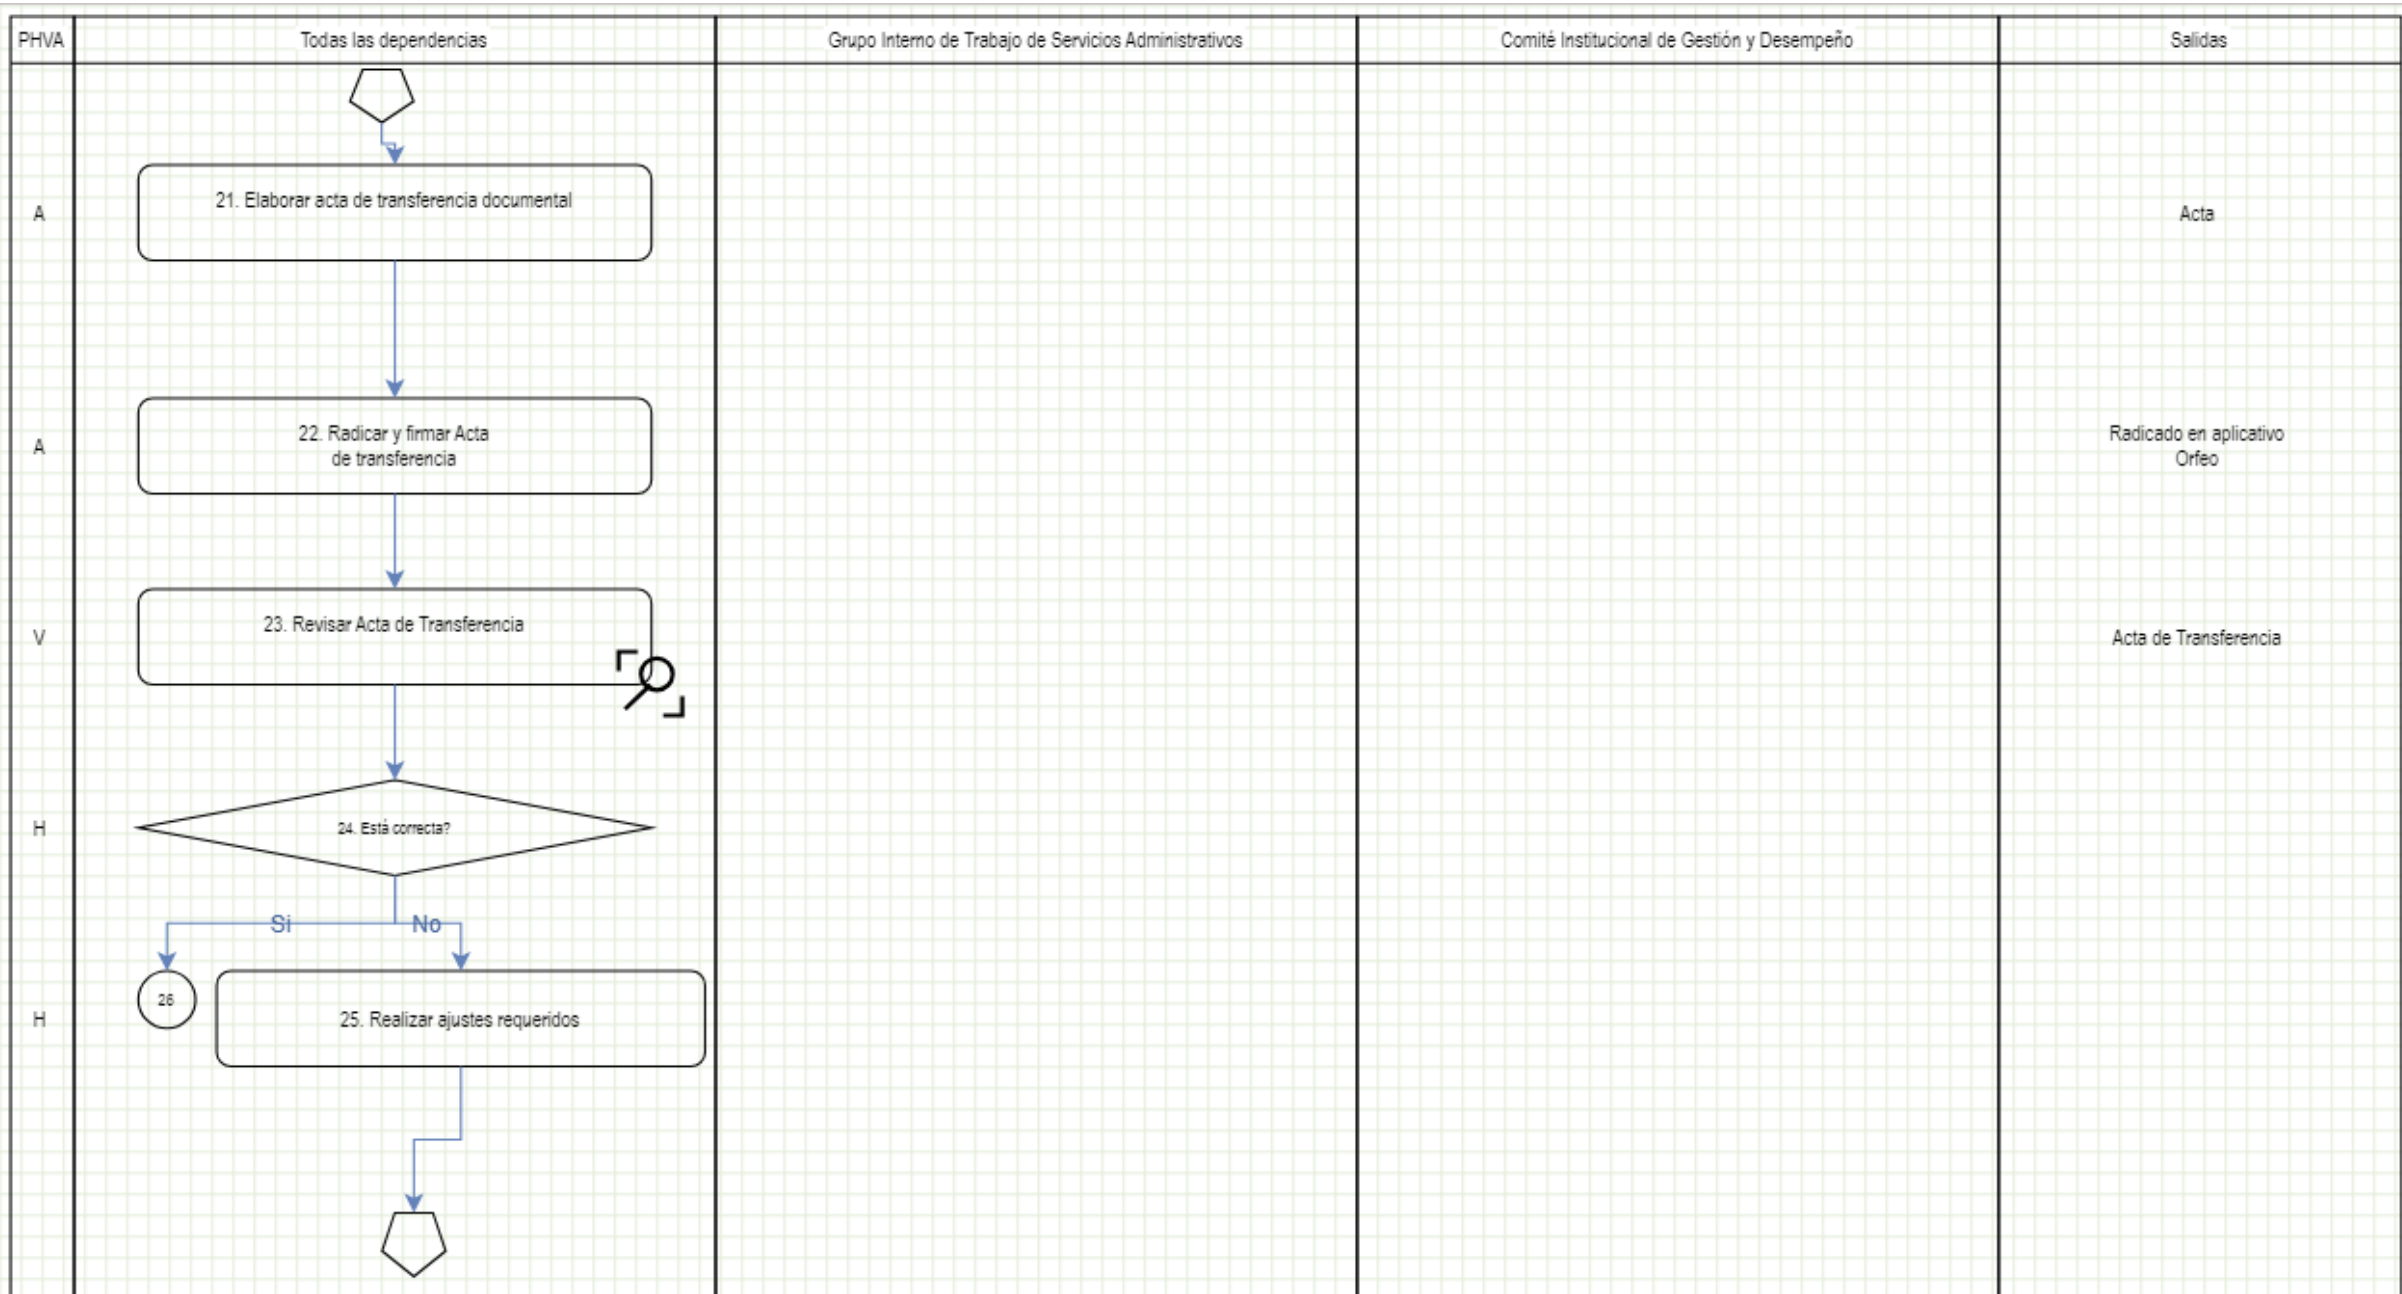 PHVA
Todas las dependencias
Grupo Interno de Trabajo de Servicios Administrativos
Comité Institucional de Gestión y Desempeño
Salidas
A
21. Elaborar acta de transferencia documental
Acta
A
22. Radicar y firmar Acta
de transferencia
Radicado en aplicativo
Orfeo
V
23. Revisar Acta de Transferencia
Acta de Transferencia
H
24. Está correcta?
Si
No
H
26
25. Realizar ajustes requeridos